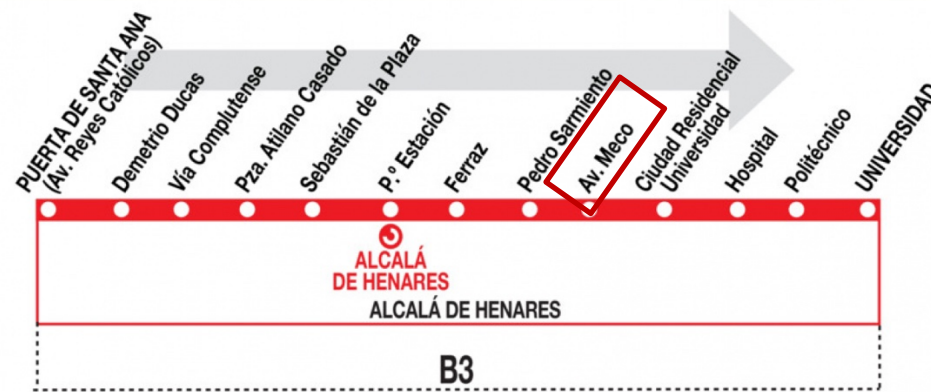 PUERTA DE SANTA ANA
(Av. Reyes Católicos)
Demetrio Ducas
Vía Complutense
Pza. Atilano Casado
Sebastián de la Plaza
P.º Estación
Ferraz
Pedro Sarmiento
Av. Meco
Ciudad Residencial
Universidad
Hospital
Politécnico
UNIVERSIDAD
ALCALÁ
DE HENARES
ALCALÁ DE HENARES
B3